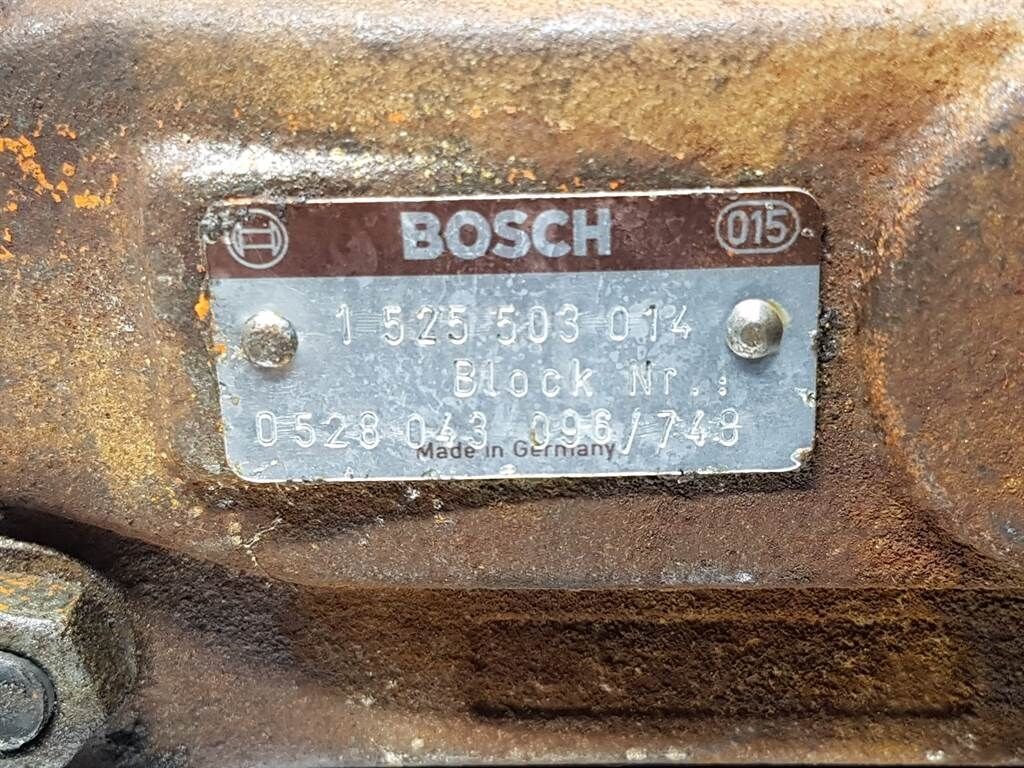 BOSCH 015
1 525 503 014
Block Nr.:
0528 043 096/748
Made in Germany